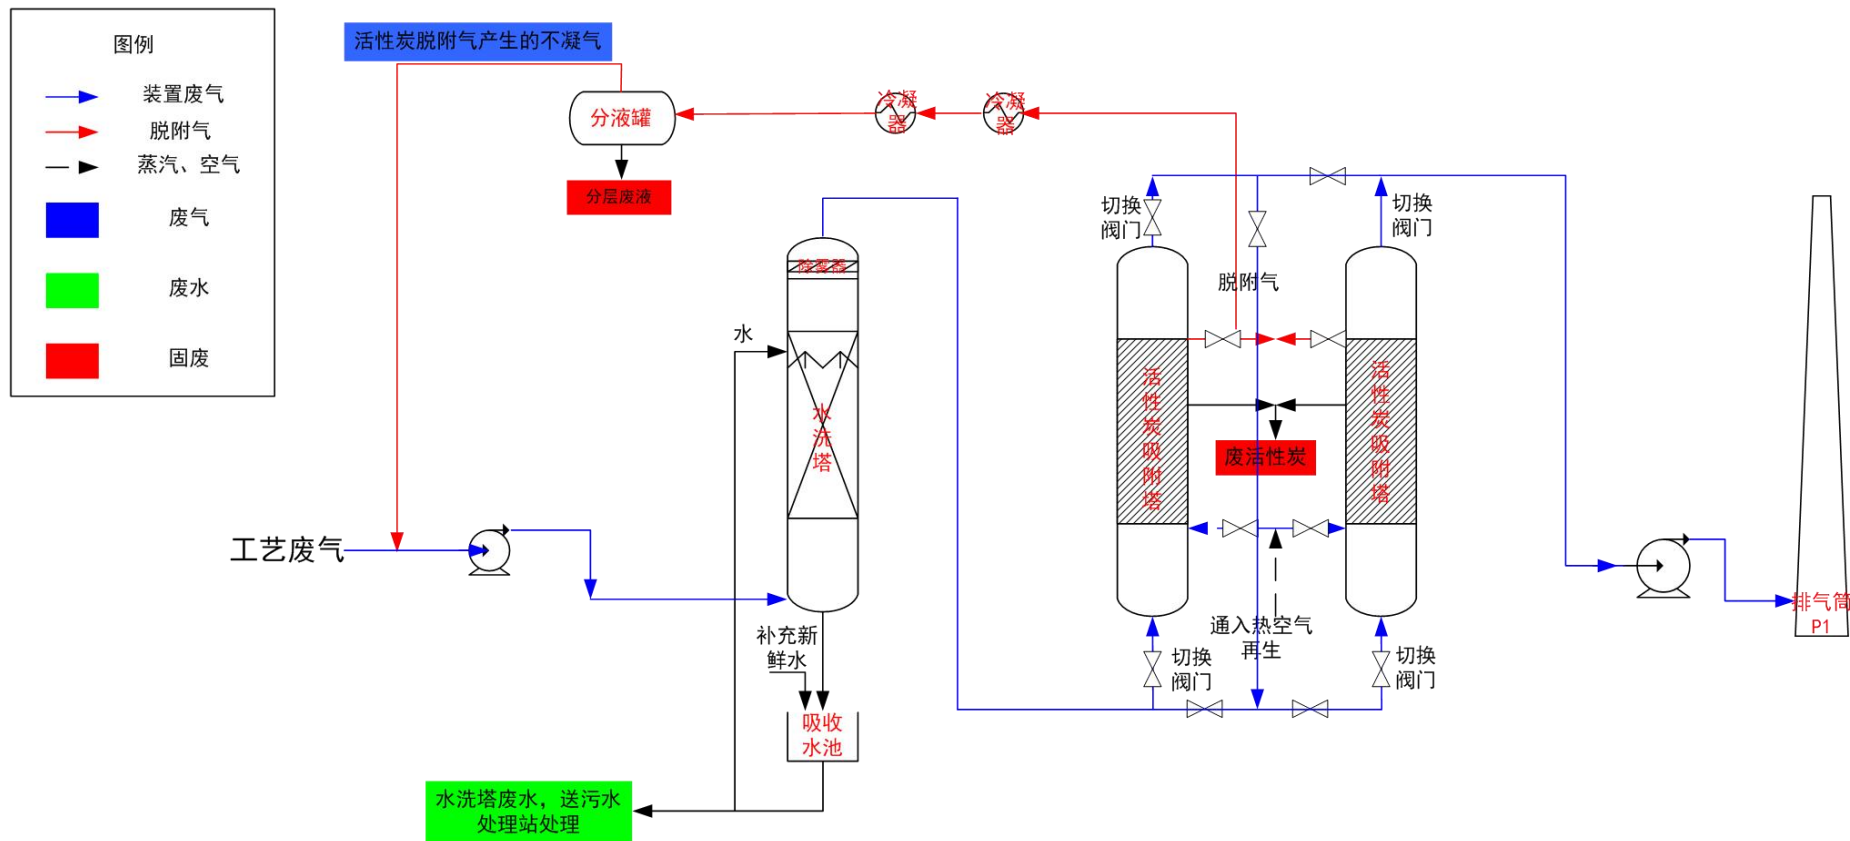 图例
装置废气
脱附气
蒸汽、空气
废气
废水
固废
活性炭脱附气产生的不凝气
分液罐
冷凝
器
冷凝
器
分层废液
切换
阀门
切换
阀门
除雾器
脱附气
水
水
洗
塔
活
性
炭
吸
附
塔
活
性
炭
吸
附
塔
废活性炭
工艺废气
排气筒
P1
通入热空气
再生
补充新
鲜水
切换
阀门
切换
阀门
吸收
水池
水洗塔废水，送污水
处理站处理